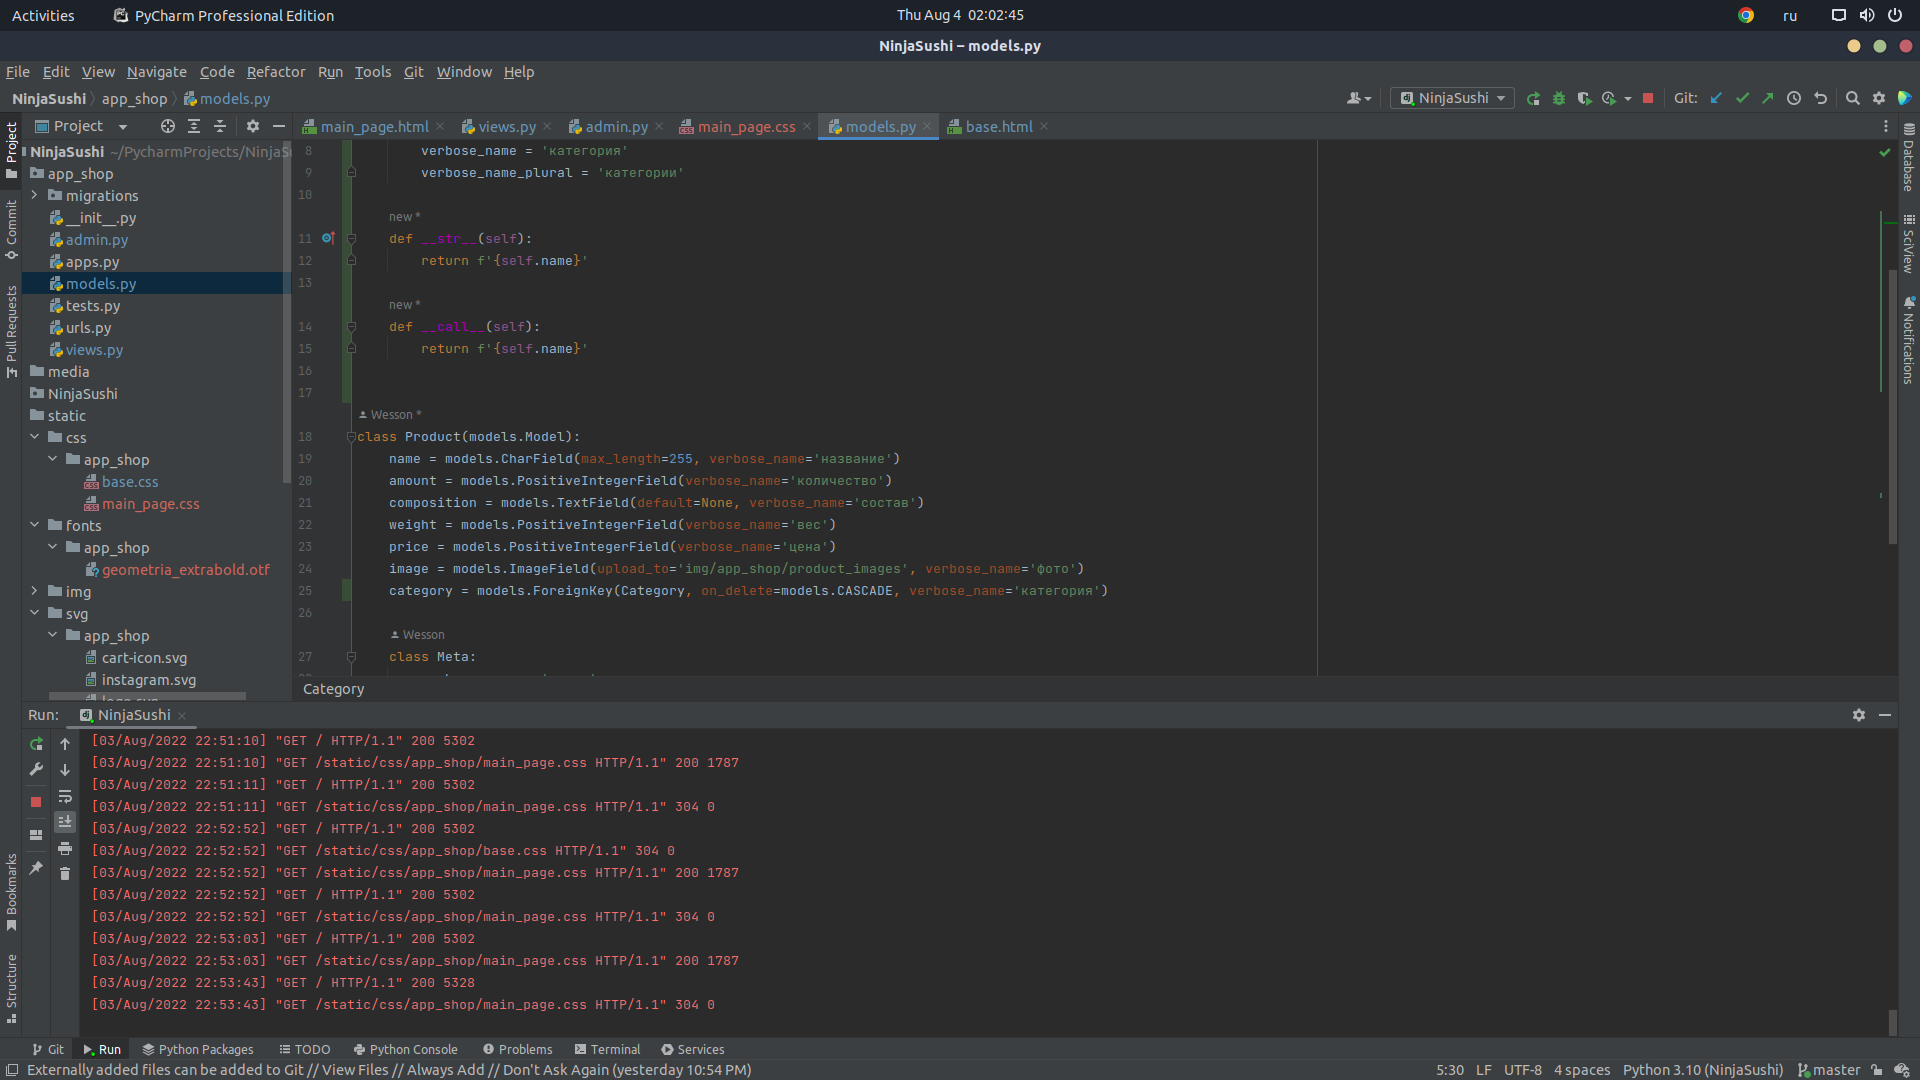 Activities PyCharm Professional Edition Thu Aug 4 02:02:45 ru
NinjaSushi – models.py
File Edit View Navigate Code Refactor Run Tools Git Window Help
NinjaSushi app_shop models.py NinjaSushi Git:
Project main_page.html views.py admin.py main_page.css models.py base.html
Project
Commit
Pull Requests
Bookmarks
Structure
NinjaSushi ~/PycharmProjects/NinjaS
app_shop
migrations
__init__.py
admin.py
apps.py
models.py
tests.py
urls.py
views.py
media
NinjaSushi
static
css
app_shop
base.css
main_page.css
fonts
app_shop
geometria_extrabold.otf
img
svg
app_shop
cart-icon.svg
instagram.svg
8 verbose_name = 'категория'
9 verbose_name_plural = 'категории'
10
new *
11 def __str__(self):
12 return f'{self.name}'
13
new *
14 def __call__(self):
15 return f'{self.name}'
16
17
Wesson *
18 class Product(models.Model):
19 name = models.CharField(max_length=255, verbose_name='название')
20 amount = models.PositiveIntegerField(verbose_name='количество')
21 composition = models.TextField(default=None, verbose_name='состав')
22 weight = models.PositiveIntegerField(verbose_name='вес')
23 price = models.PositiveIntegerField(verbose_name='цена')
24 image = models.ImageField(upload_to='img/app_shop/product_images', verbose_name='фото')
25 category = models.ForeignKey(Category, on_delete=models.CASCADE, verbose_name='категория')
26
Wesson
27 class Meta:
Category
Database
SciView
Notifications
Run: NinjaSushi
[03/Aug/2022 22:51:10] "GET / HTTP/1.1" 200 5302
[03/Aug/2022 22:51:10] "GET /static/css/app_shop/main_page.css HTTP/1.1" 200 1787
[03/Aug/2022 22:51:11] "GET / HTTP/1.1" 200 5302
[03/Aug/2022 22:51:11] "GET /static/css/app_shop/main_page.css HTTP/1.1" 304 0
[03/Aug/2022 22:52:52] "GET / HTTP/1.1" 200 5302
[03/Aug/2022 22:52:52] "GET /static/css/app_shop/base.css HTTP/1.1" 304 0
[03/Aug/2022 22:52:52] "GET /static/css/app_shop/main_page.css HTTP/1.1" 200 1787
[03/Aug/2022 22:52:52] "GET / HTTP/1.1" 200 5302
[03/Aug/2022 22:52:52] "GET /static/css/app_shop/main_page.css HTTP/1.1" 304 0
[03/Aug/2022 22:53:03] "GET / HTTP/1.1" 200 5302
[03/Aug/2022 22:53:03] "GET /static/css/app_shop/main_page.css HTTP/1.1" 200 1787
[03/Aug/2022 22:53:43] "GET / HTTP/1.1" 200 5328
[03/Aug/2022 22:53:43] "GET /static/css/app_shop/main_page.css HTTP/1.1" 304 0
Git Run Python Packages TODO Python Console Problems Terminal Services
Externally added files can be added to Git // View Files // Always Add // Don't Ask Again (yesterday 10:54 PM) 5:30 LF UTF-8 4 spaces Python 3.10 (NinjaSushi) master